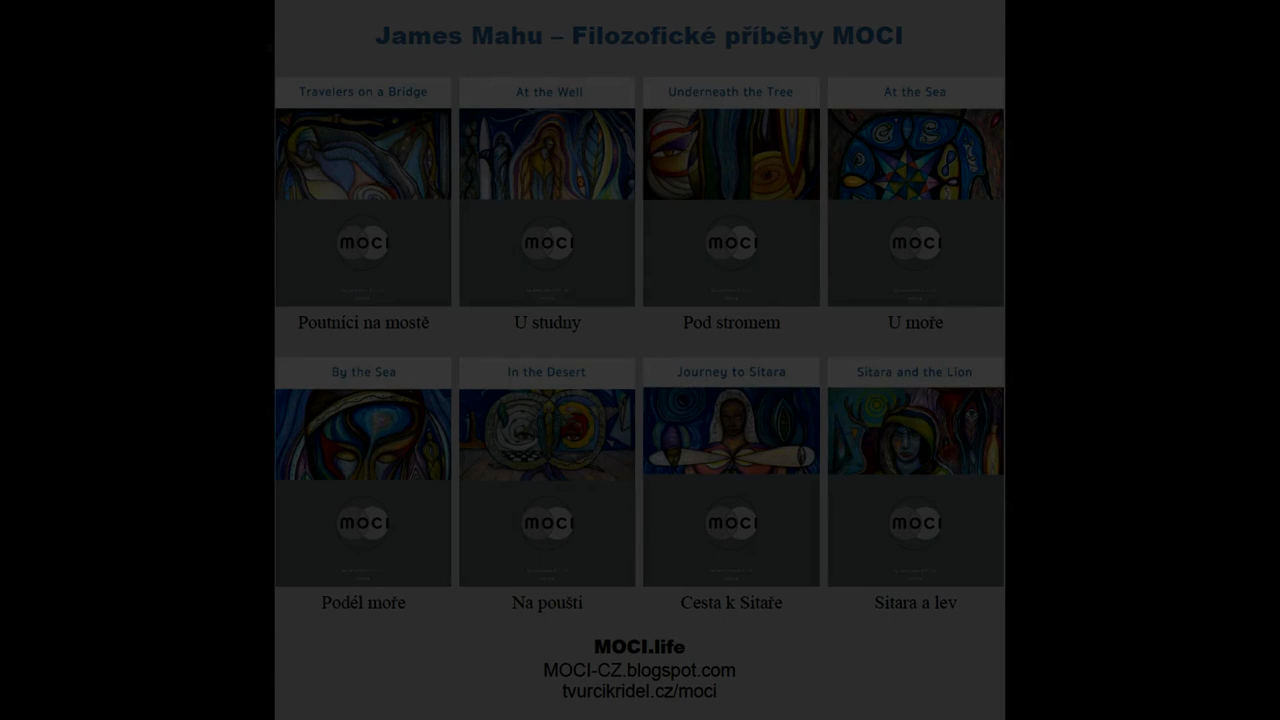 James Mahu – Filozofické příběhy MOCI
Travelers on a Bridge
At the Well
Underneath the Tree
At the Sea
MOCI
MOCI
MOCI
MOCI
Poutníci na mostě
U studny
Pod stromem
U moře
By the Sea
In the Desert
Journey to Sitara
Sitara and the Lion
MOCI
MOCI
MOCI
MOCI
Podél moře
Na poušti
Cesta k Sitaře
Sitara a lev
MOCI.life
MOCI-CZ.blogspot.com
tvurcikridel.cz/moci